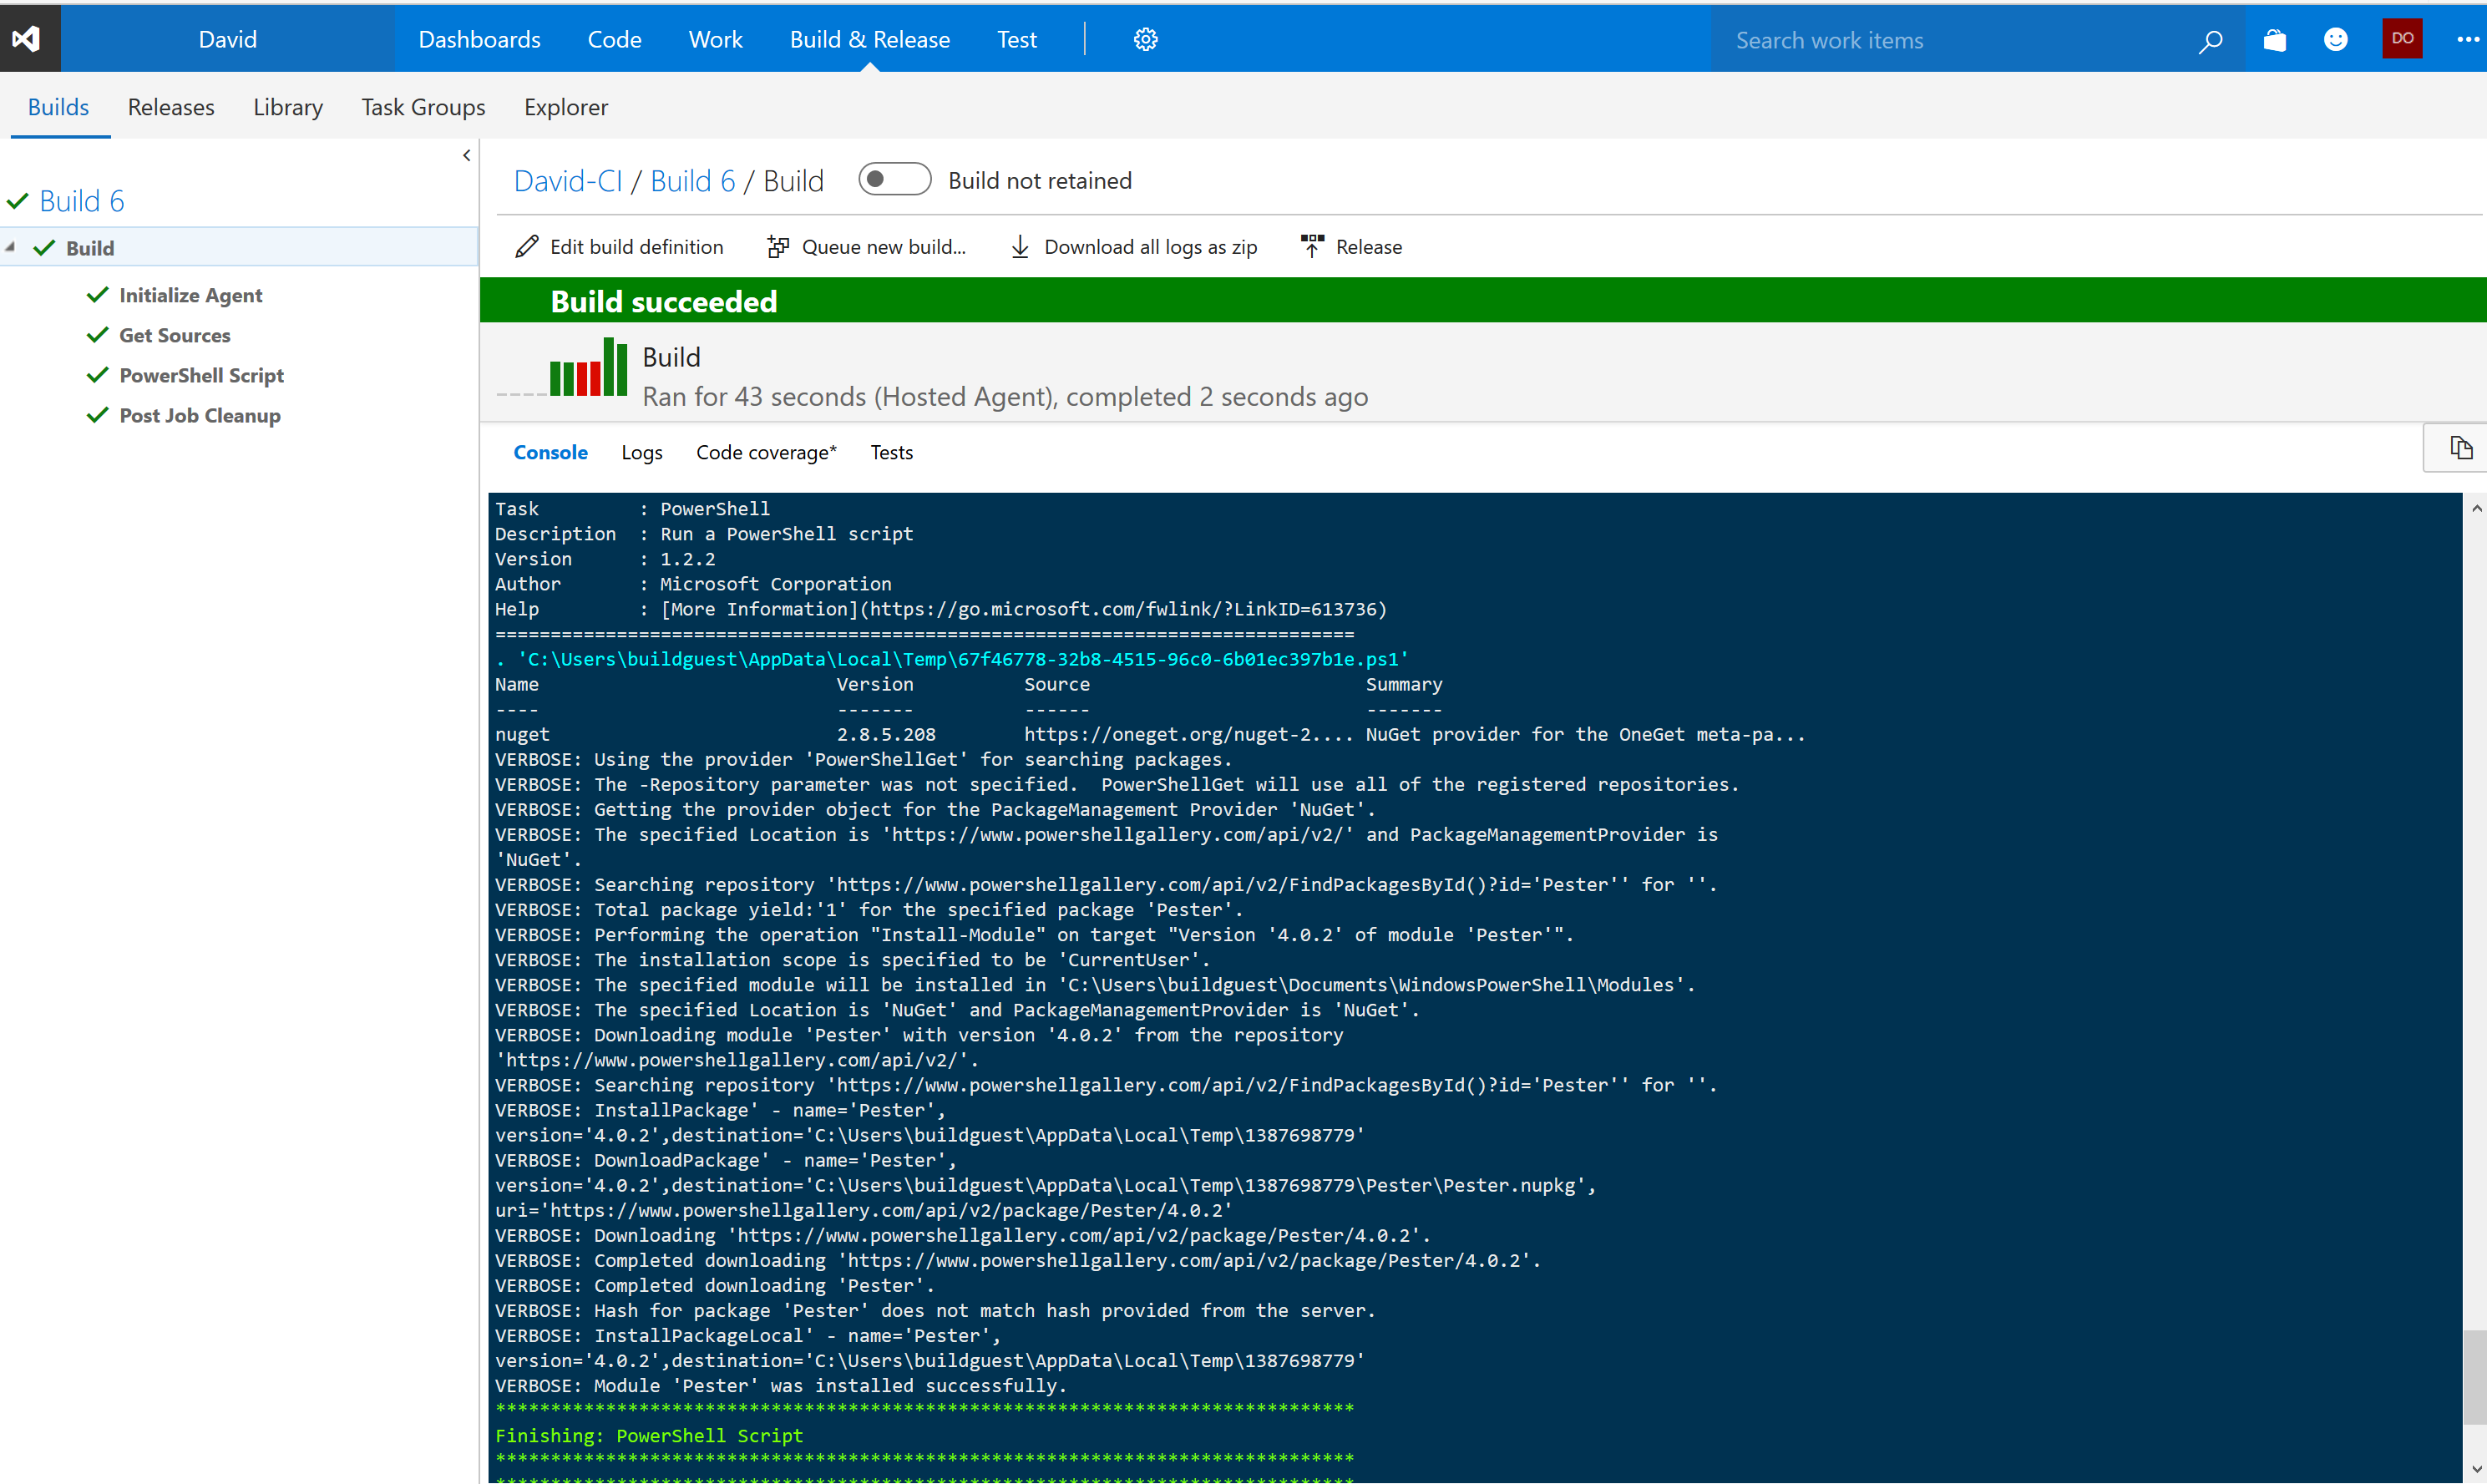 David Dashboards Code Work Build & Release Test Search work items DO
Builds Releases Library Task Groups Explorer
Build 6
Build
Initialize Agent
Get Sources
PowerShell Script
Post Job Cleanup
David-CI / Build 6 / Build Build not retained
Edit build definition Queue new build... Download all logs as zip Release
Build succeeded
Build
Ran for 43 seconds (Hosted Agent), completed 2 seconds ago
Console Logs Code coverage* Tests
Task : PowerShell
Description : Run a PowerShell script
Version : 1.2.2
Author : Microsoft Corporation
Help : [More Information](https://go.microsoft.com/fwlink/?LinkID=613736)
==============================================================================
. 'C:\Users\buildguest\AppData\Local\Temp\67f46778-32b8-4515-96c0-6b01ec397b1e.ps1'
Name Version Source Summary
---- ------- ------ -------
nuget 2.8.5.208 https://oneget.org/nuget-2.... NuGet provider for the OneGet meta-pa...
VERBOSE: Using the provider 'PowerShellGet' for searching packages.
VERBOSE: The -Repository parameter was not specified.  PowerShellGet will use all of the registered repositories.
VERBOSE: Getting the provider object for the PackageManagement Provider 'NuGet'.
VERBOSE: The specified Location is 'https://www.powershellgallery.com/api/v2/' and PackageManagementProvider is
'NuGet'.
VERBOSE: Searching repository 'https://www.powershellgallery.com/api/v2/FindPackagesById()?id='Pester'' for ''.
VERBOSE: Total package yield:'1' for the specified package 'Pester'.
VERBOSE: Performing the operation "Install-Module" on target "Version '4.0.2' of module 'Pester'".
VERBOSE: The installation scope is specified to be 'CurrentUser'.
VERBOSE: The specified module will be installed in 'C:\Users\buildguest\Documents\WindowsPowerShell\Modules'.
VERBOSE: The specified Location is 'NuGet' and PackageManagementProvider is 'NuGet'.
VERBOSE: Downloading module 'Pester' with version '4.0.2' from the repository
'https://www.powershellgallery.com/api/v2/'.
VERBOSE: Searching repository 'https://www.powershellgallery.com/api/v2/FindPackagesById()?id='Pester'' for ''.
VERBOSE: InstallPackage' - name='Pester',
version='4.0.2',destination='C:\Users\buildguest\AppData\Local\Temp\1387698779'
VERBOSE: DownloadPackage' - name='Pester',
version='4.0.2',destination='C:\Users\buildguest\AppData\Local\Temp\1387698779\Pester\Pester.nupkg',
uri='https://www.powershellgallery.com/api/v2/package/Pester/4.0.2'
VERBOSE: Downloading 'https://www.powershellgallery.com/api/v2/package/Pester/4.0.2'.
VERBOSE: Completed downloading 'https://www.powershellgallery.com/api/v2/package/Pester/4.0.2'.
VERBOSE: Completed downloading 'Pester'.
VERBOSE: Hash for package 'Pester' does not match hash provided from the server.
VERBOSE: InstallPackageLocal' - name='Pester',
version='4.0.2',destination='C:\Users\buildguest\AppData\Local\Temp\1387698779'
VERBOSE: Module 'Pester' was installed successfully.
******************************************************************************
Finishing: PowerShell Script
******************************************************************************
******************************************************************************